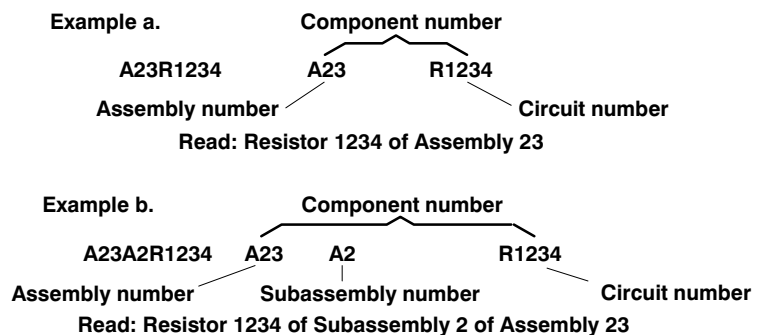 Example a. Component number
A23R1234 A23 R1234
Assembly number Circuit number
Read: Resistor 1234 of Assembly 23
Example b. Component number
A23A2R1234 A23 A2 R1234
Assembly number Subassembly number Circuit number
Read: Resistor 1234 of Subassembly 2 of Assembly 23